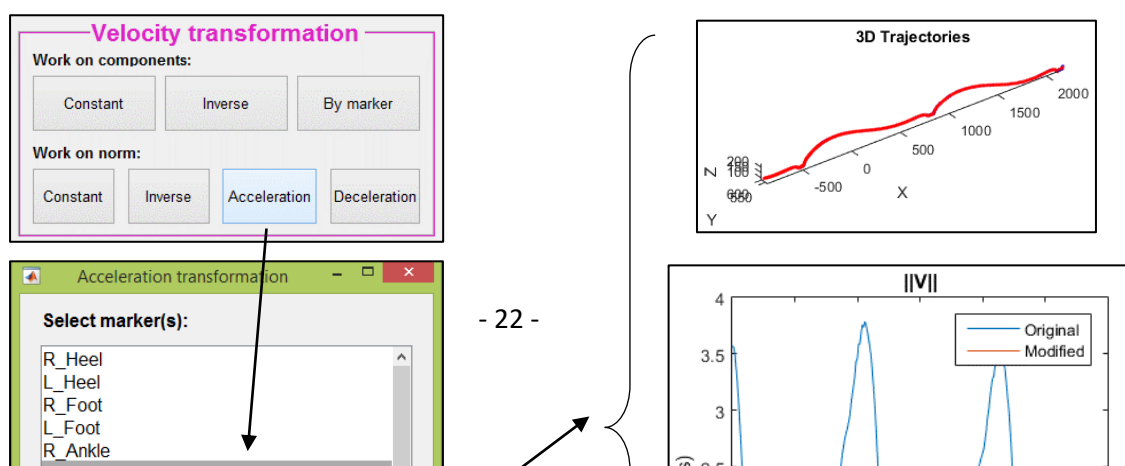 Velocity transformation
Work on components:
Constant Inverse By marker
Work on norm:
Constant Inverse Acceleration Deceleration
Acceleration transformation
Select marker(s):
R_Heel
L_Heel
R_Foot
L_Foot
R_Ankle
- 22 -
3D Trajectories
2000
1500
1000
500
0
-500
X
Z
100
Y
||V||
4
3.5
3
Original
Modified